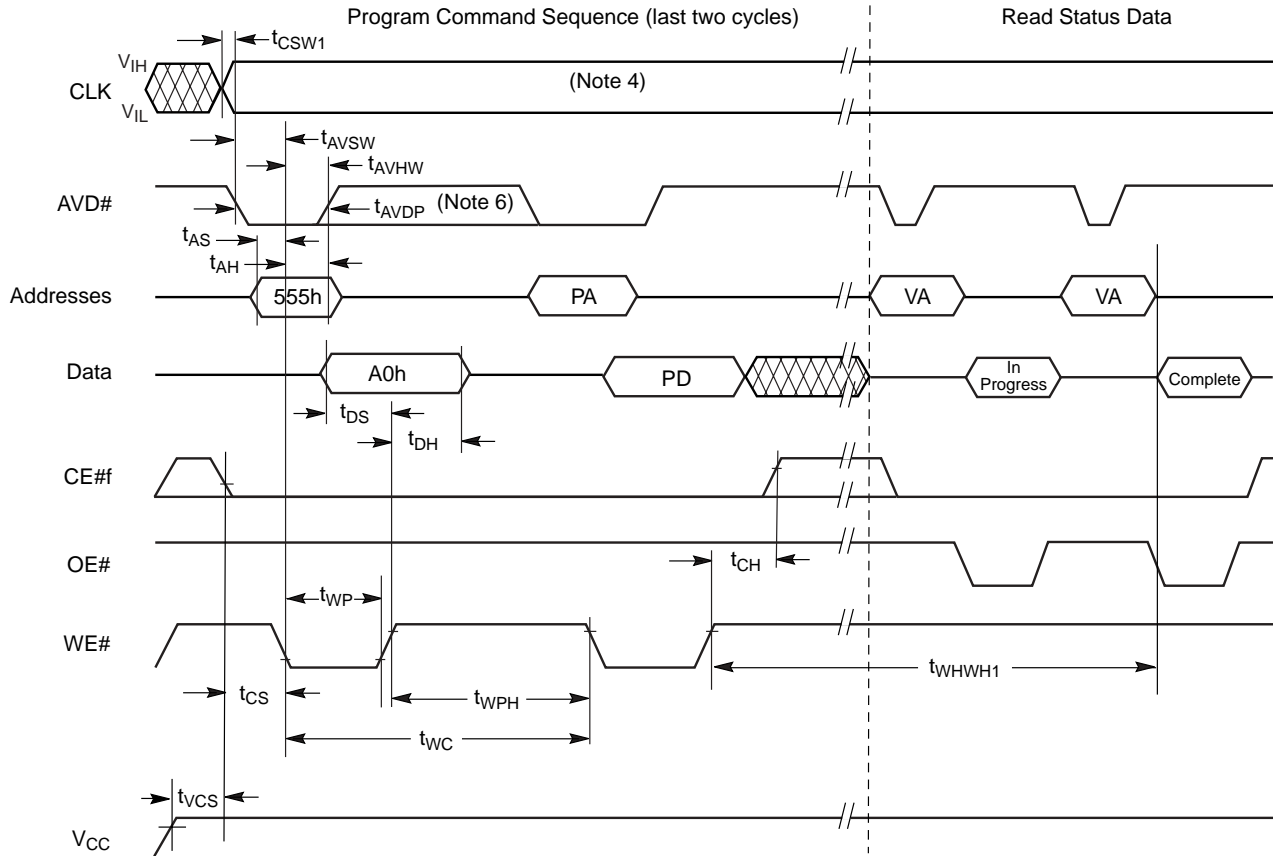 Program Command Sequence (last two cycles)
Read Status Data
tCSW1
VIH
CLK
VIL
(Note 4)
tAVSW
tAVHW
AVD#
(Note 6)
tAVDP
tAS
tAH
Addresses
555h
PA
VA
VA
Data
A0h
PD
In
Progress
Complete
tDS
tDH
CE#f
OE#
tCH
tWP
WE#
tWHWH1
tCS
tWPH
tWC
tVCS
VCC